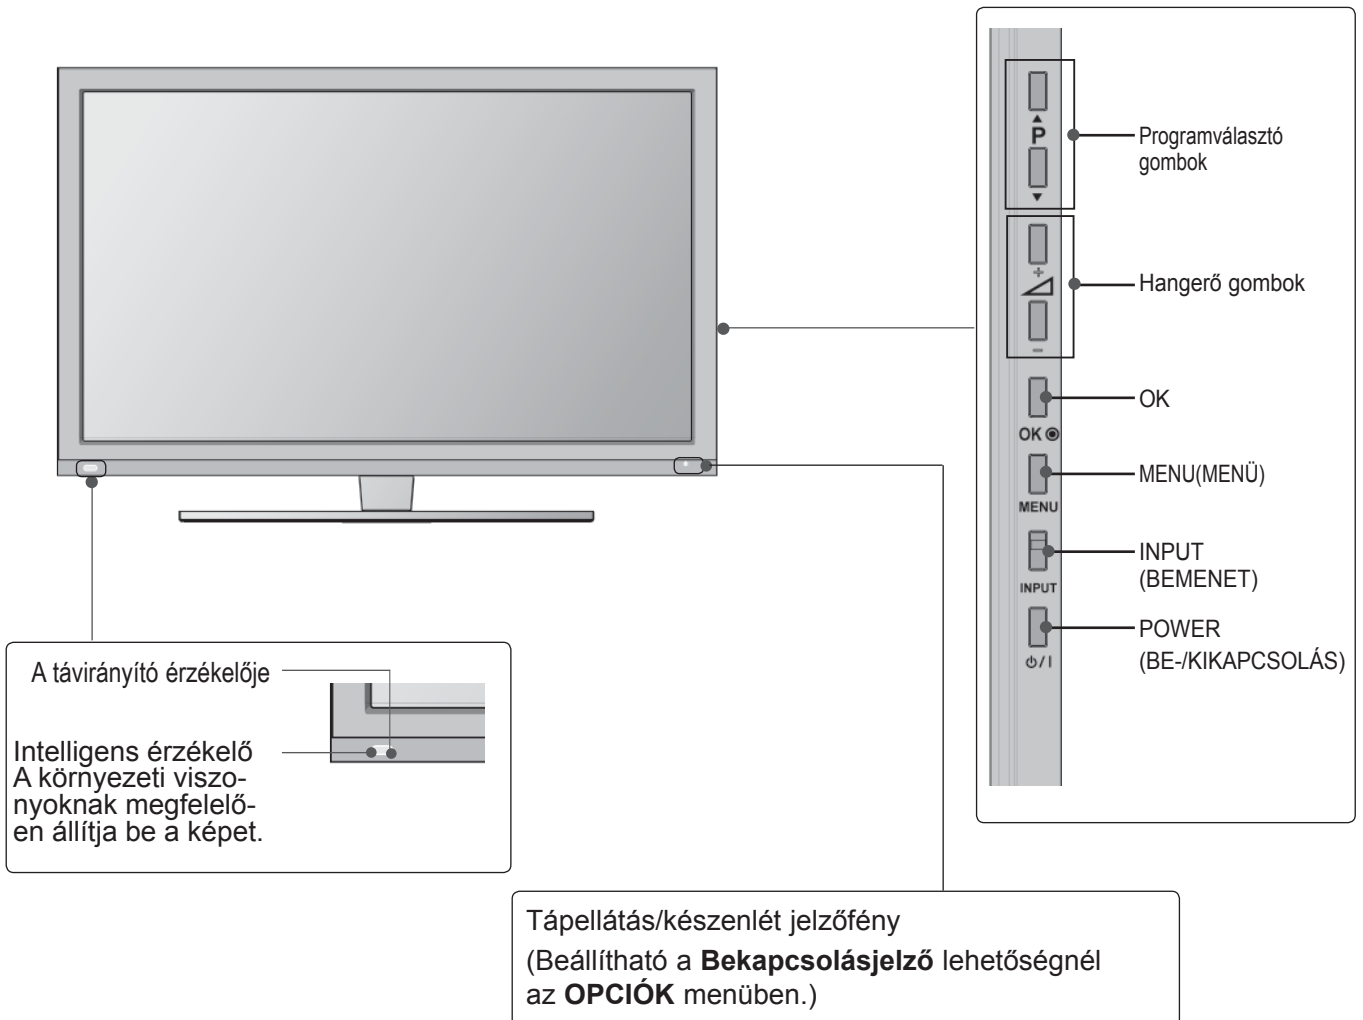 ▲
P
▼
Programválasztó
gombok
+
-
Hangerő gombok
OK
OK
MENU(MENÜ)
MENU
INPUT
(BEMENET)
INPUT
POWER
(BE-/KIKAPCSOLÁS)
⏻/I
A távirányító érzékelője
Intelligens érzékelő
A környezeti viszo-
nyoknak megfelelő-
en állítja be a képet.
Tápellátás/készenlét jelzőfény
(Beállítható a Bekapcsolásjelző lehetőségnél
az OPCIÓK menüben.)